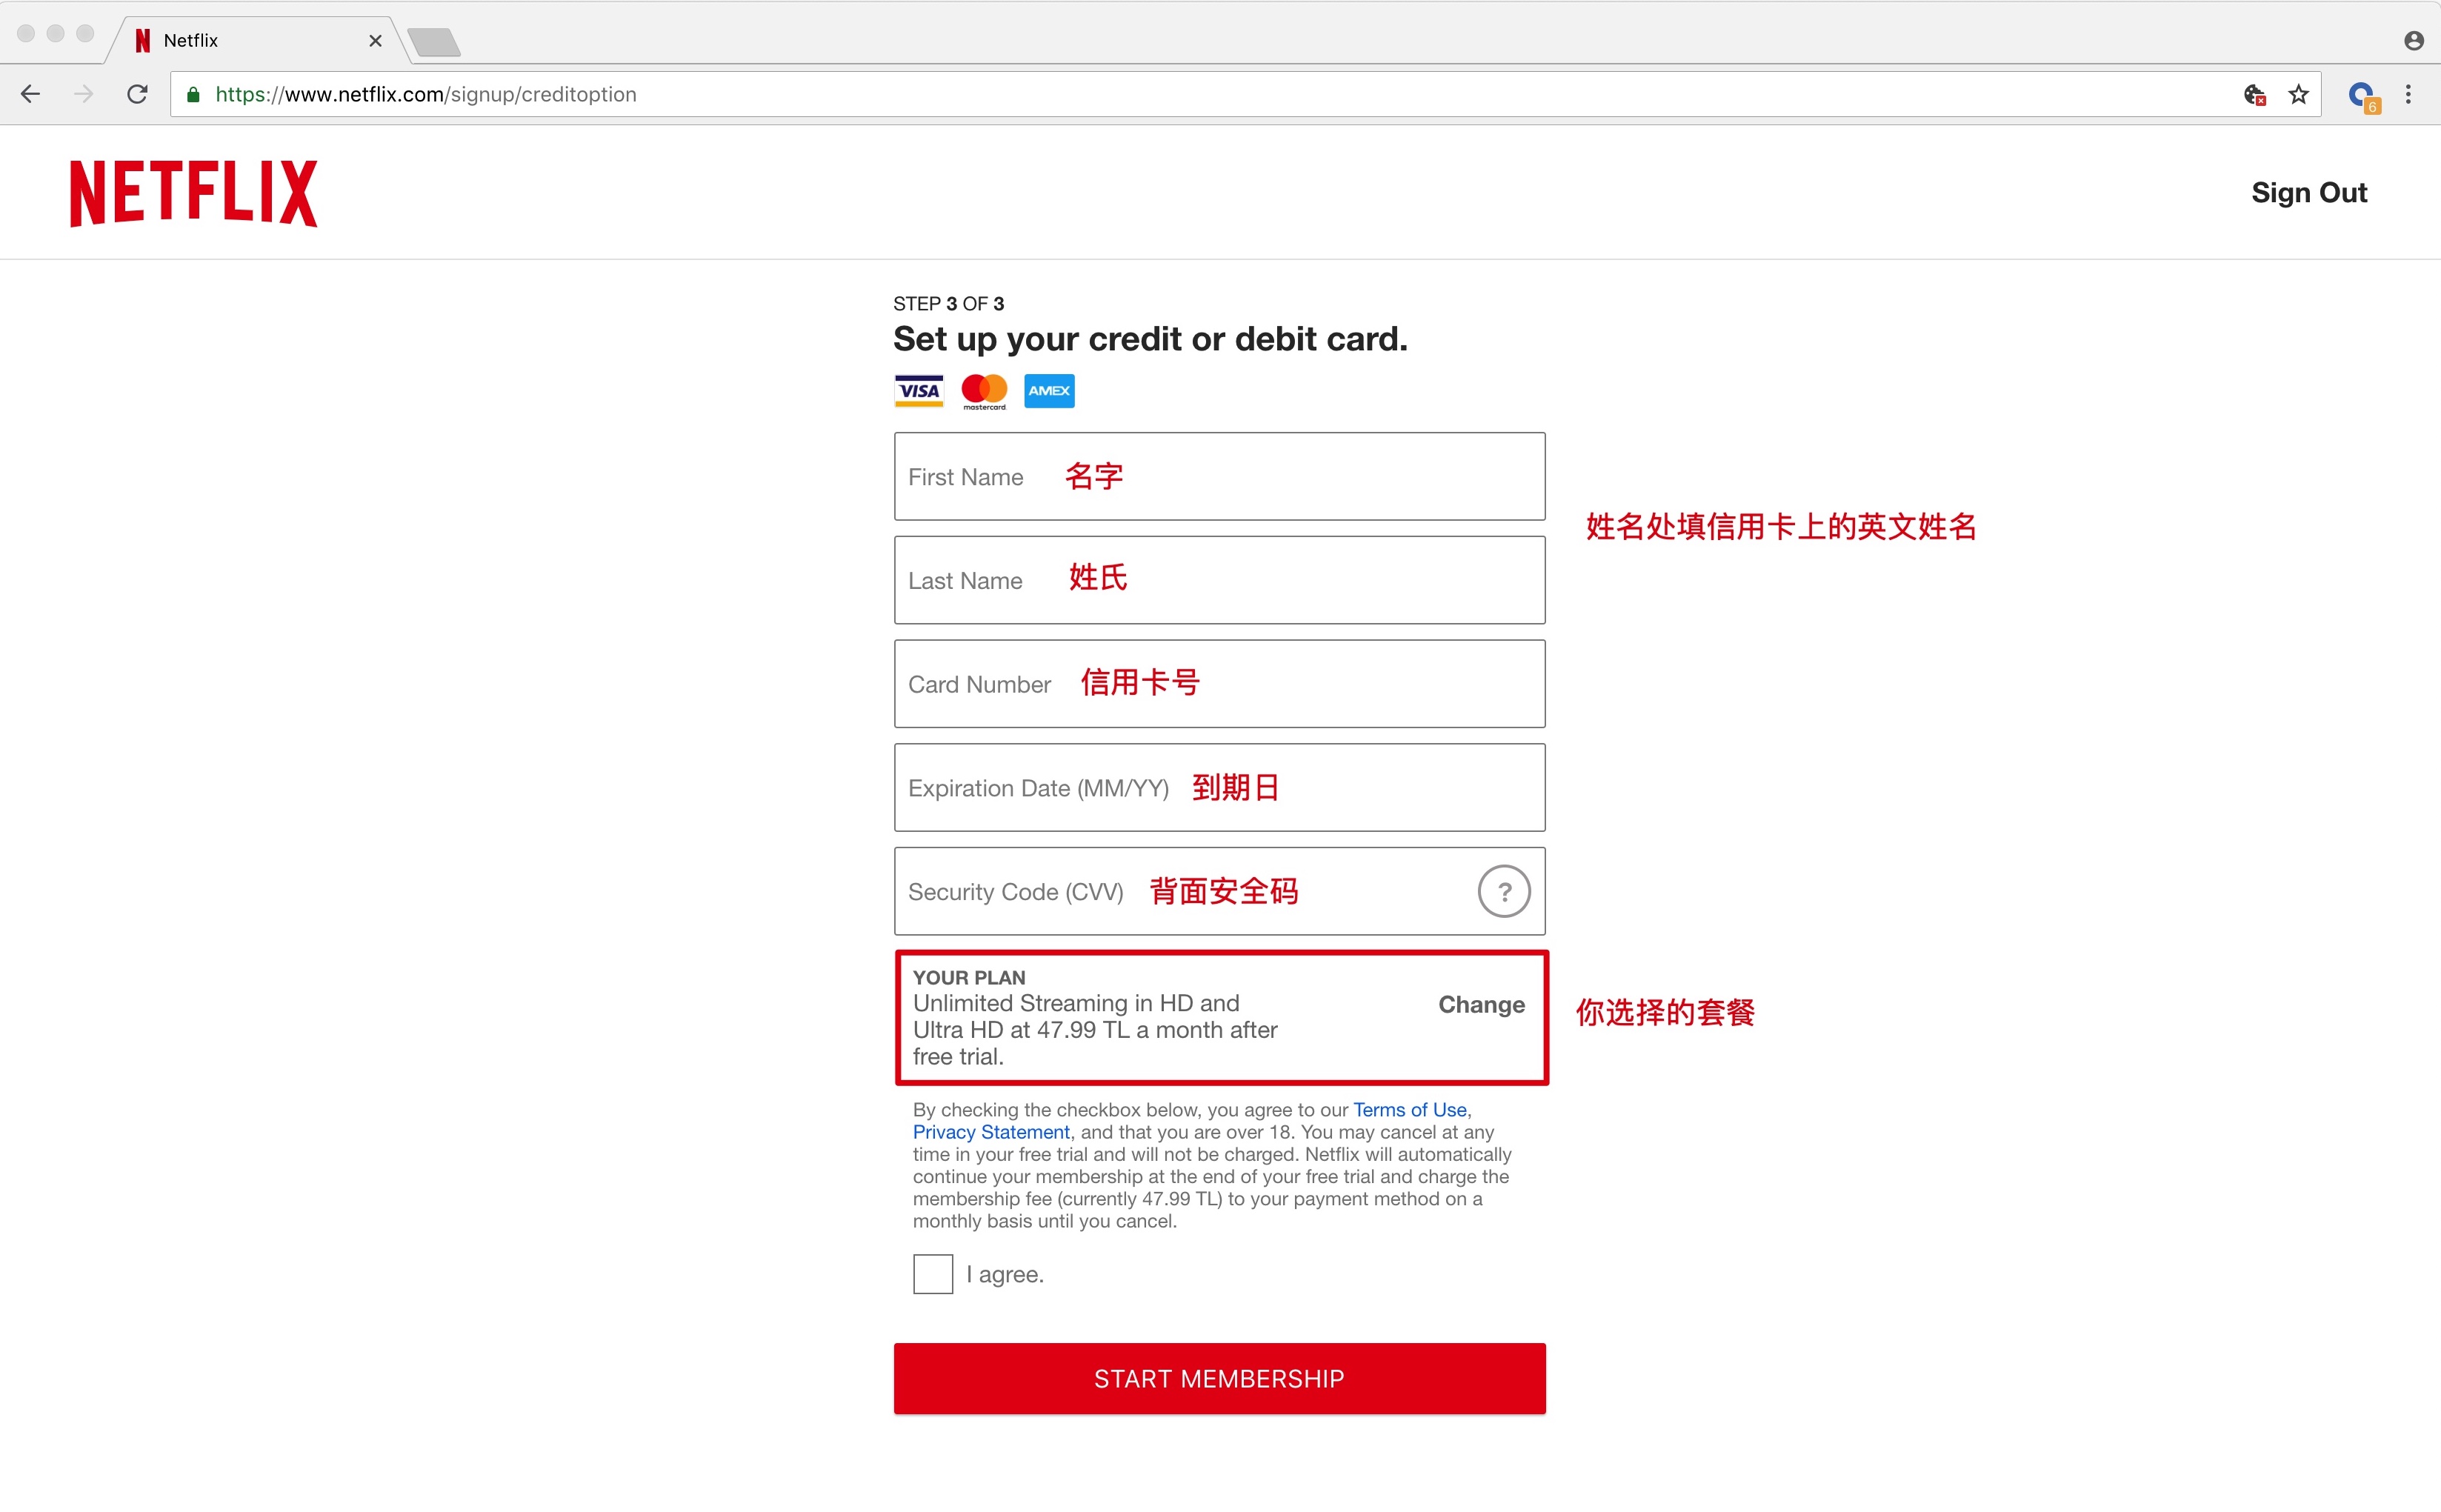 Netflix
https://www.netflix.com/signup/creditoption
6
NETFLIX
Sign Out
STEP 3 OF 3
Set up your credit or debit card.
VISA mastercard AMEX
First Name 名字
姓名处填信用卡上的英文姓名
Last Name 姓氏
Card Number 信用卡号
Expiration Date (MM/YY) 到期日
Security Code (CVV) 背面安全码 ?
YOUR PLAN
Unlimited Streaming in HD and
Ultra HD at 47.99 TL a month after
free trial.
Change
你选择的套餐
By checking the checkbox below, you agree to our Terms of Use,
Privacy Statement, and that you are over 18. You may cancel at any
time in your free trial and will not be charged. Netflix will automatically
continue your membership at the end of your free trial and charge the
membership fee (currently 47.99 TL) to your payment method on a
monthly basis until you cancel.
I agree.
START MEMBERSHIP